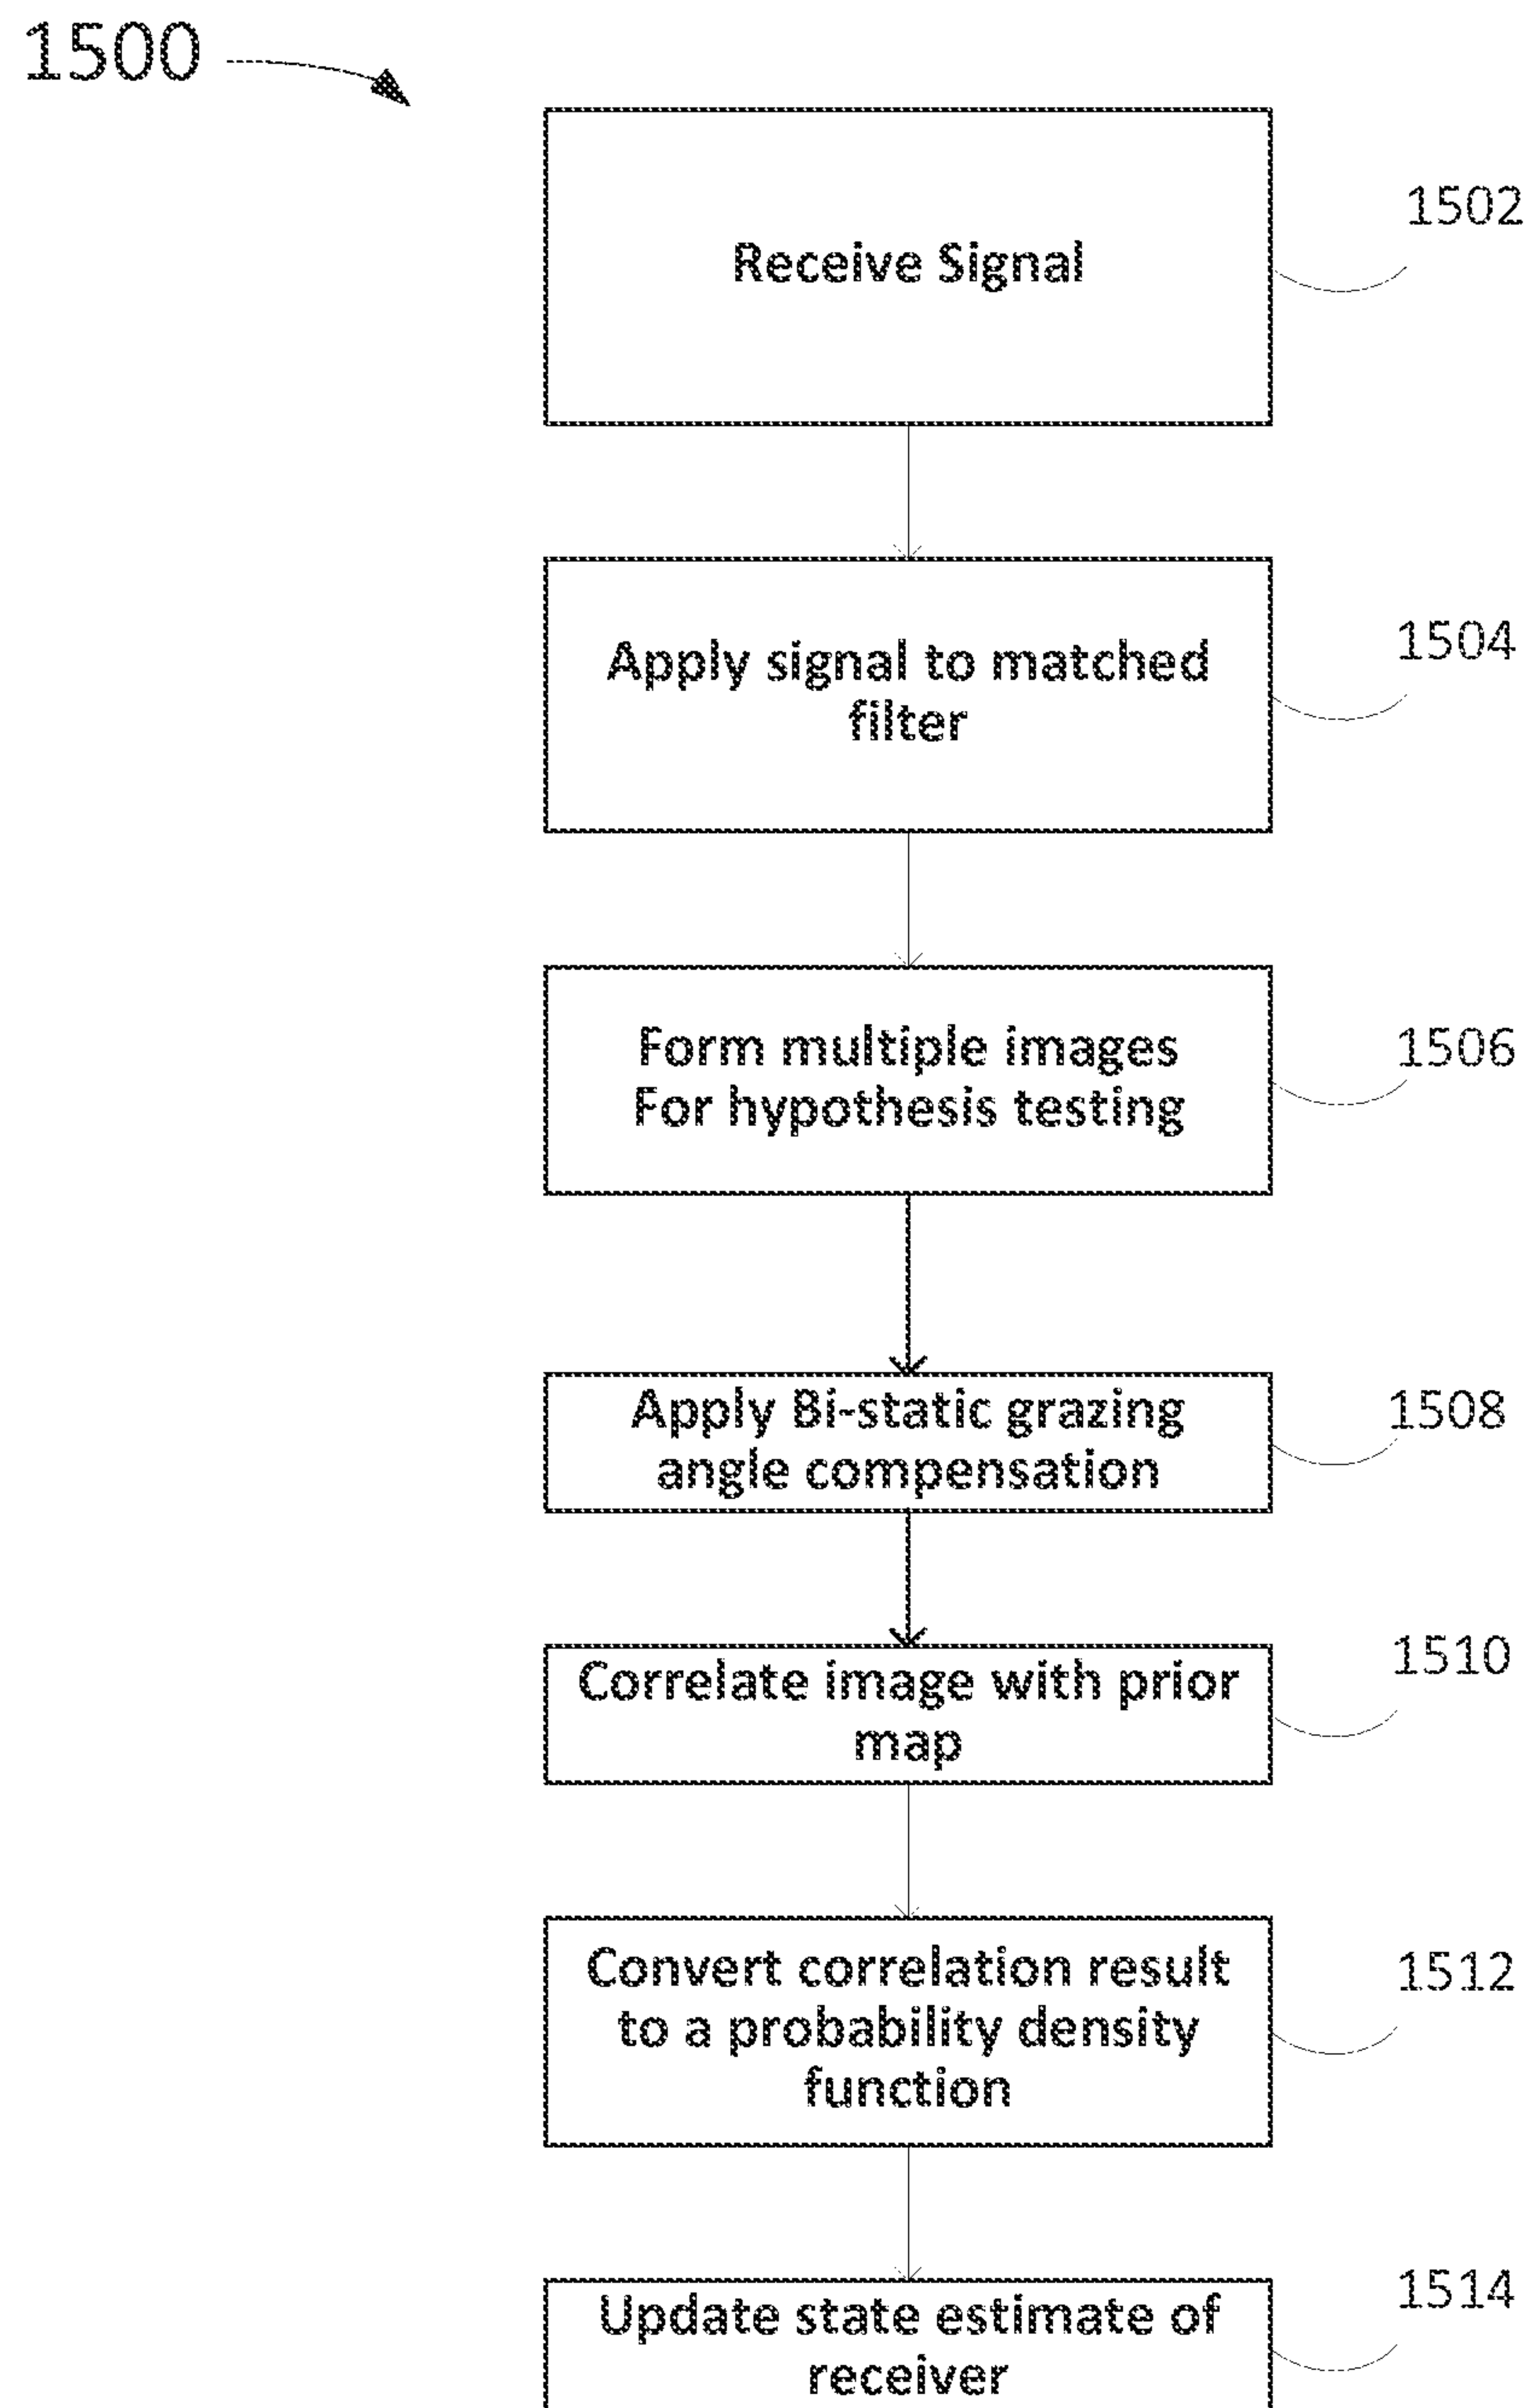 1500
Receive Signal
1502
Apply signal to matched
filter
1504
Form multiple images
For hypothesis testing
1506
Apply Bi-static grazing
angle compensation
1508
Correlate image with prior
map
1510
Convert correlation result
to a probability density
function
1512
Update state estimate of
receiver
1514